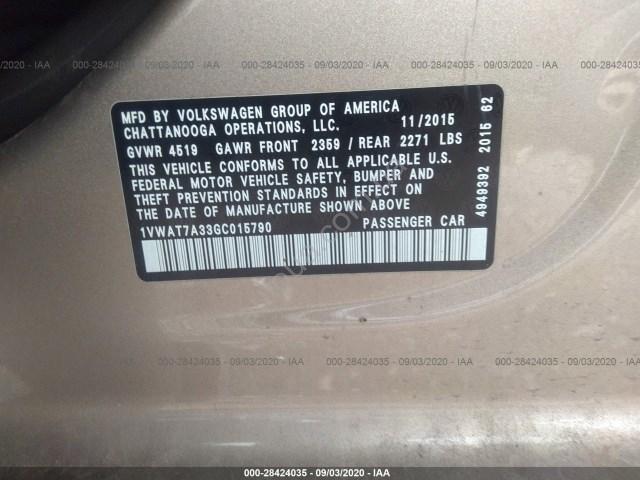 000-28424035 - 09/03/2020 - IAA
MFD BY VOLKSWAGEN GROUP OF AMERICA
CHATTANOOGA OPERATIONS, LLC. 11/2015
GVWR 4519 GAWR FRONT 2359 / REAR 2271 LBS
THIS VEHICLE CONFORMS TO ALL APPLICABLE U.S.
FEDERAL MOTOR VEHICLE SAFETY, BUMPER AND
THEFT PREVENTION STANDARDS IN EFFECT ON
THE DATE OF MANUFACTURE SHOWN ABOVE
1VWAT7A33GC015790 PASSENGER CAR
4949392 2015 62
000-28424035 - 09/03/2020 - IAA
000-28424035 - 09/03/2020 - IAA